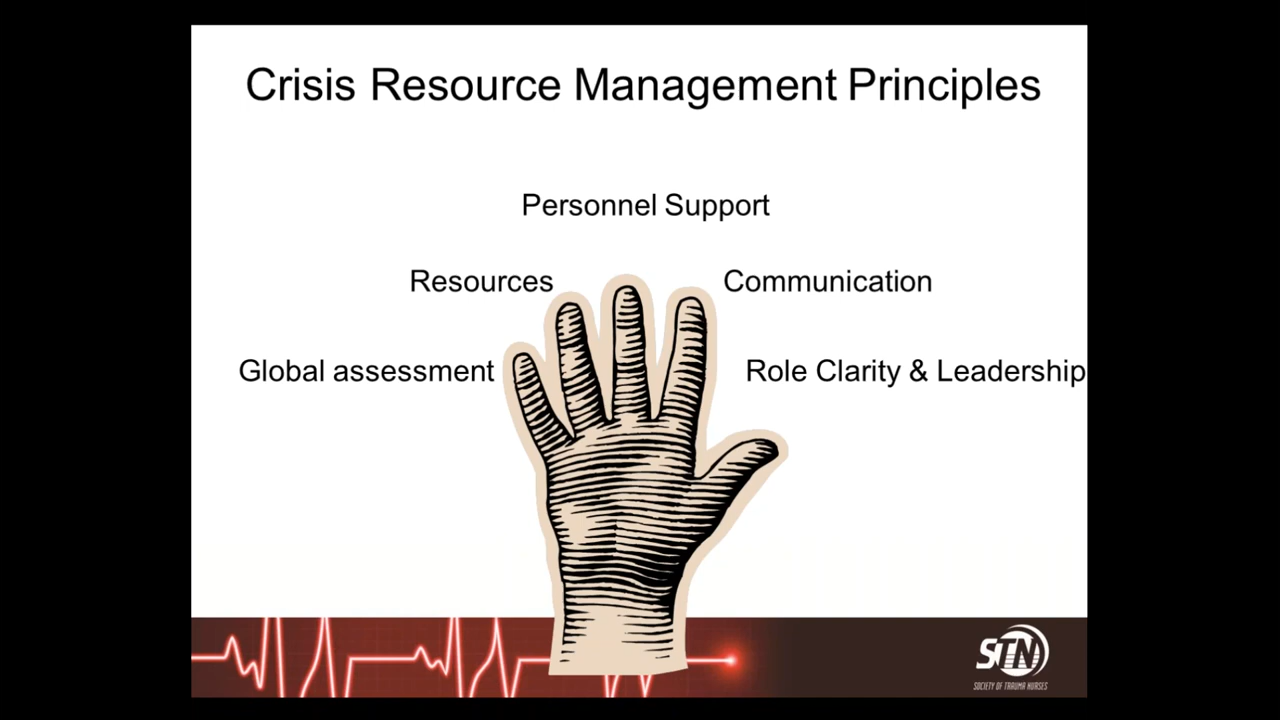 Crisis Resource Management Principles
Personnel Support
Resources
Communication
Global assessment
Role Clarity & Leadership
STN
SOCIETY OF TRAUMA NURSES